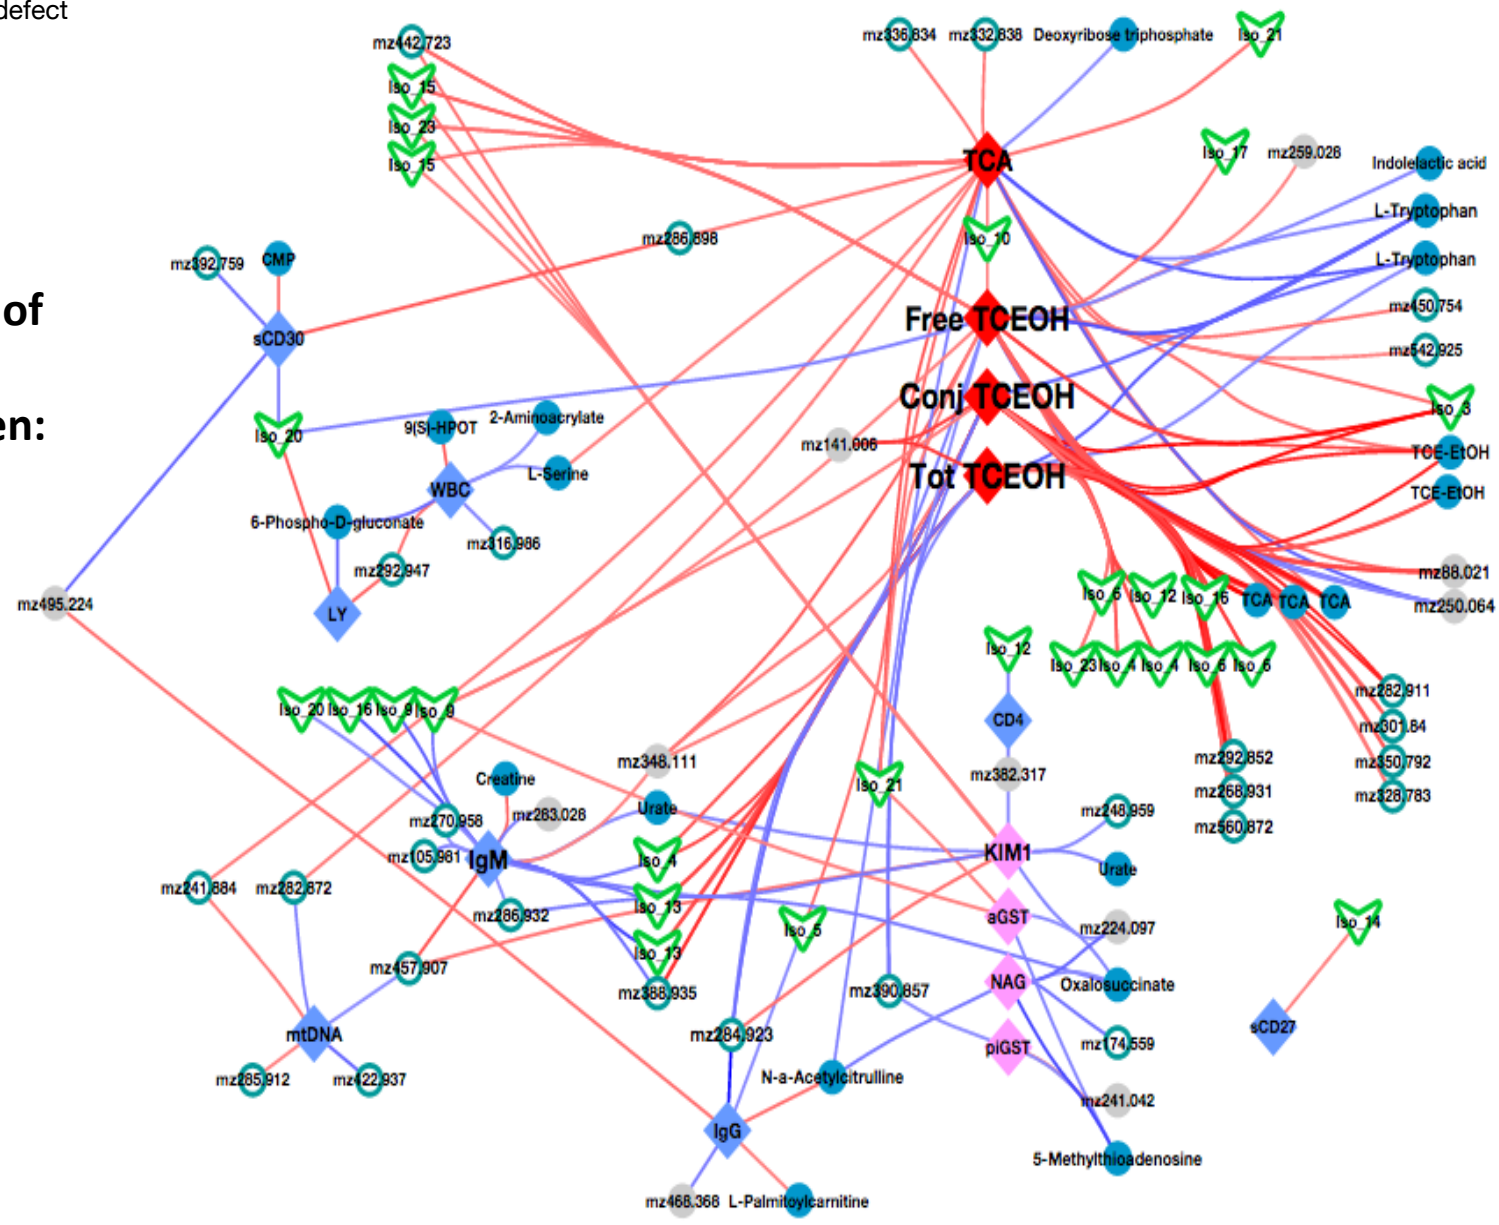 defect
of
en:
mz442.723
Iso_15
Iso_23
Iso_15
mz336.834
mz332.838
Deoxyribose triphosphate
Iso_21
TCA
Iso_17
mz259.028
Indolelactic acid
L-Tryptophan
L-Tryptophan
Iso_10
mz286.898
mz392.759
CMP
sCD30
Free TCEOH
mz450.754
mz542.925
Conj TCEOH
Iso_3
Iso_20
9(S)-HPOT
2-Aminoacrylate
mz141.006
TCE-EtOH
Tot TCEOH
L-Serine
WBC
TCE-EtOH
6-Phospho-D-gluconate
mz316.986
mz292.947
mz88.021
mz495.224
LY
Iso_6
Iso_12
Iso_16
TCA
TCA
TCA
mz250.064
Iso_12
Iso_23
Iso_4
Iso_4
Iso_6
Iso_6
mz282.911
Iso_20
Iso_16
Iso_9
Iso_9
CD4
mz301.84
mz348.111
mz382.317
mz292.852
mz350.792
Creatine
Iso_21
mz268.931
mz328.783
mz283.028
Urate
mz248.959
mz270.958
mz560.872
mz105.981
IgM
Iso_4
KIM1
Urate
mz241.884
mz282.872
mz286.932
Iso_13
Iso_5
aGST
mz224.097
Iso_14
Iso_13
mz457.907
mz388.935
mz390.857
NAG
Oxalosuccinate
mtDNA
mz284.923
piGST
mz174.559
sCD27
mz285.912
mz422.937
N-a-Acetylcitrulline
mz241.042
IgG
5-Methylthioadenosine
mz468.368
L-Palmitoylcarnitine